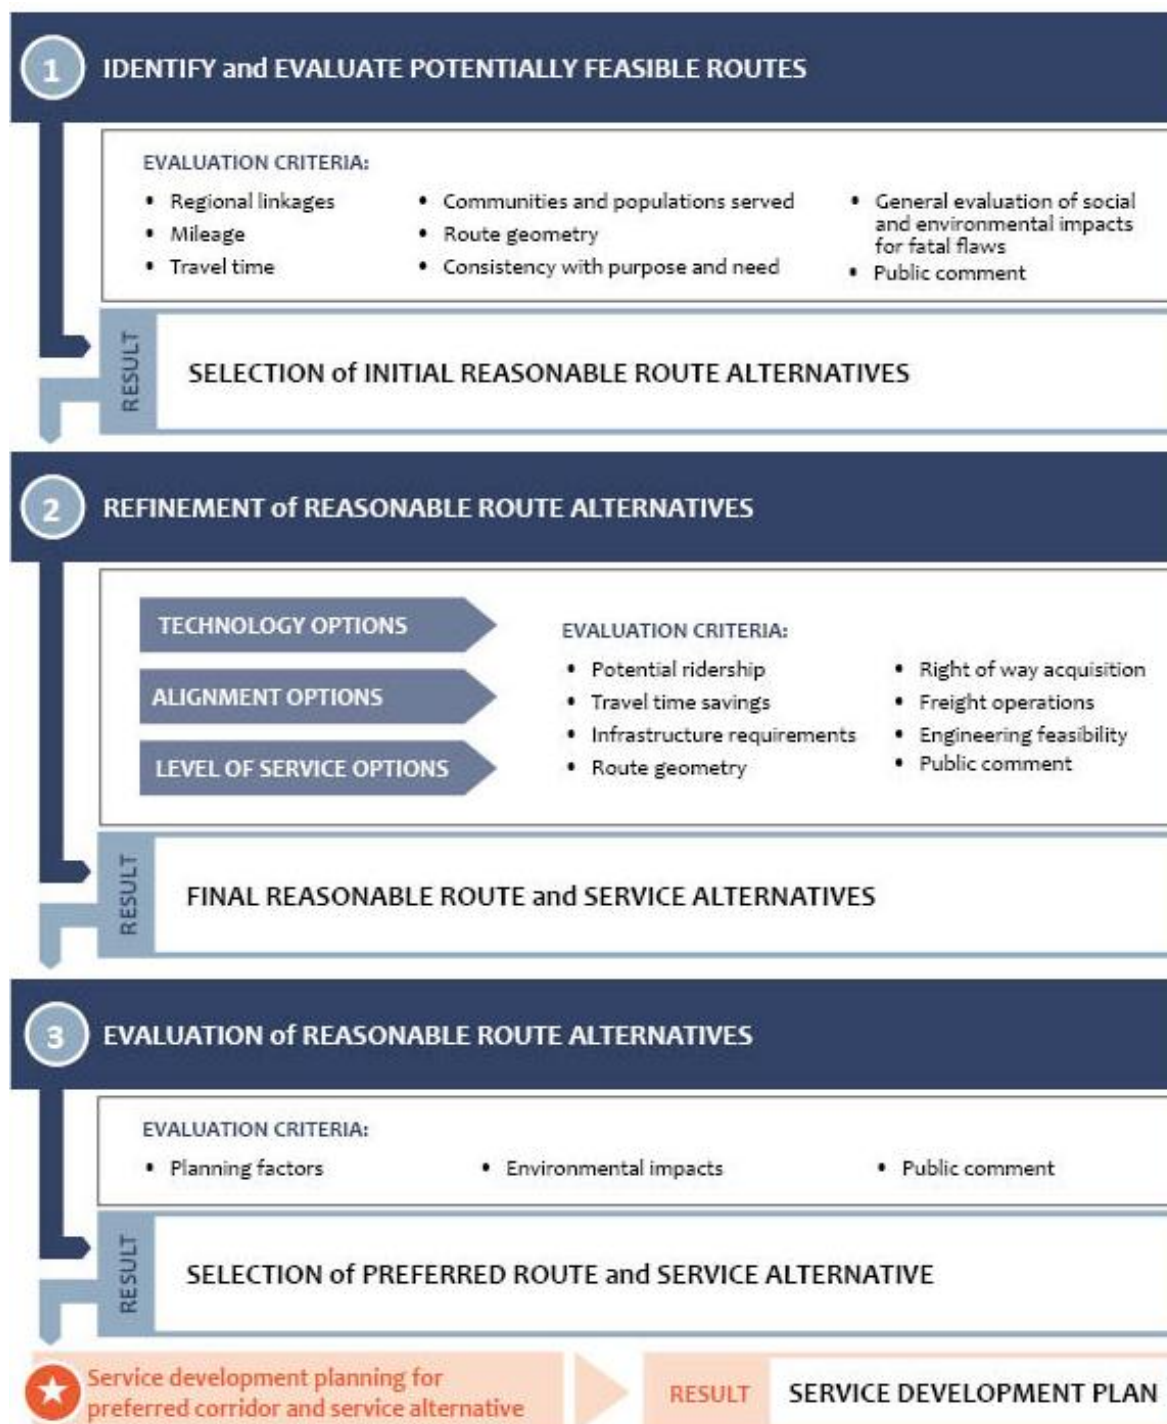 1
IDENTIFY and EVALUATE POTENTIALLY FEASIBLE ROUTES
EVALUATION CRITERIA:
• Regional linkages
• Mileage
• Travel time
• Communities and populations served
• Route geometry
• Consistency with purpose and need
• General evaluation of social
and environmental impacts
for fatal flaws
• Public comment
RESULT
SELECTION of INITIAL REASONABLE ROUTE ALTERNATIVES
2
REFINEMENT of REASONABLE ROUTE ALTERNATIVES
TECHNOLOGY OPTIONS
ALIGNMENT OPTIONS
LEVEL OF SERVICE OPTIONS
EVALUATION CRITERIA:
• Potential ridership
• Travel time savings
• Infrastructure requirements
• Route geometry
• Right of way acquisition
• Freight operations
• Engineering feasibility
• Public comment
RESULT
FINAL REASONABLE ROUTE and SERVICE ALTERNATIVES
3
EVALUATION of REASONABLE ROUTE ALTERNATIVES
EVALUATION CRITERIA:
• Planning factors
• Environmental impacts
• Public comment
RESULT
SELECTION of PREFERRED ROUTE and SERVICE ALTERNATIVE
Service development planning for
preferred corridor and service alternative
RESULT
SERVICE DEVELOPMENT PLAN